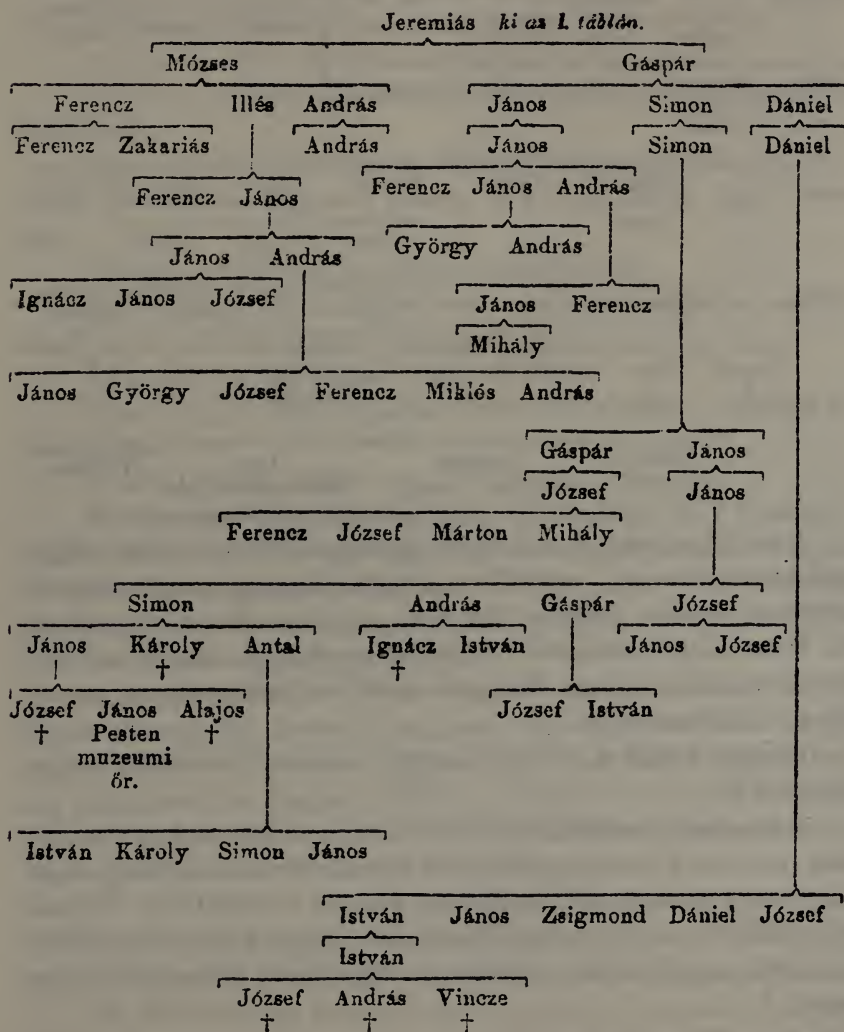 Jeremiás ki az I. táblán.
Mózses Gáspár
Ferencz Illés András János Simon Dániel
Ferencz Zakariás András János Simon Dániel
Ferencz János Ferencz János András
János András György András
Ignácz János József János Ferencz
Mihály
János György József Ferencz Miklós András
Gáspár János
József János
Ferencz József Márton Mihály
Simon András Gáspár József
János Károly Antal Ignácz István János József
† †
József János Alajos József István
† Pesten †
muzeumi
őr.
István Károly Simon János
István János Zsigmond Dániel József
István
József András Vincze
† † †